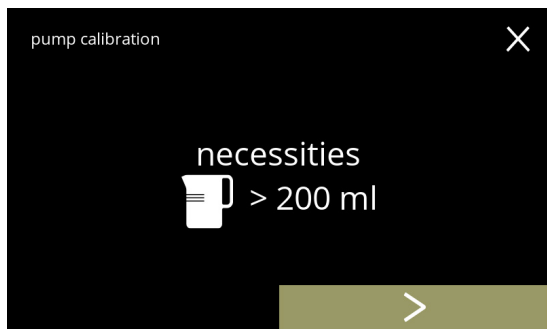 pump calibration
necessities
> 200 ml